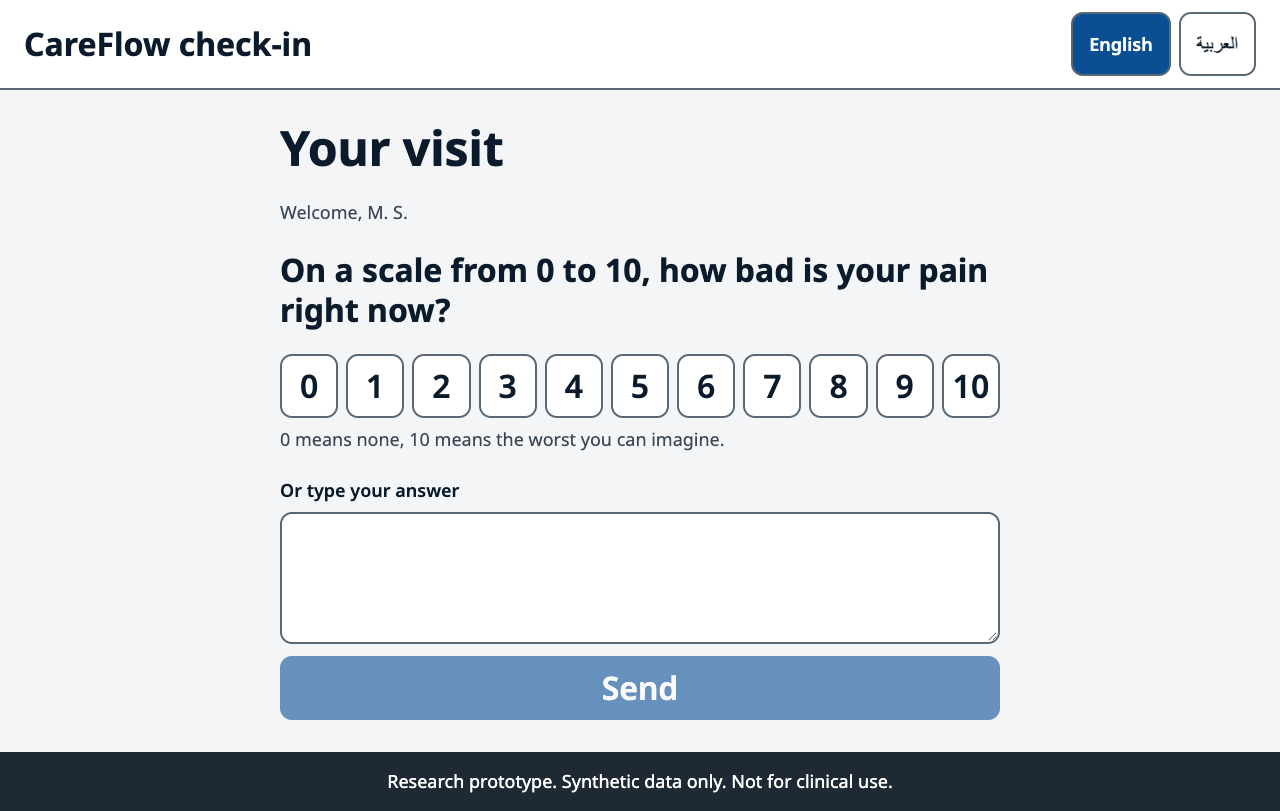 CareFlow check-in
English
العربية
Your visit
Welcome, M. S.
On a scale from 0 to 10, how bad is your pain
right now?
0 1 2 3 4 5 6 7 8 9 10
0 means none, 10 means the worst you can imagine.
Or type your answer
Send
Research prototype. Synthetic data only. Not for clinical use.